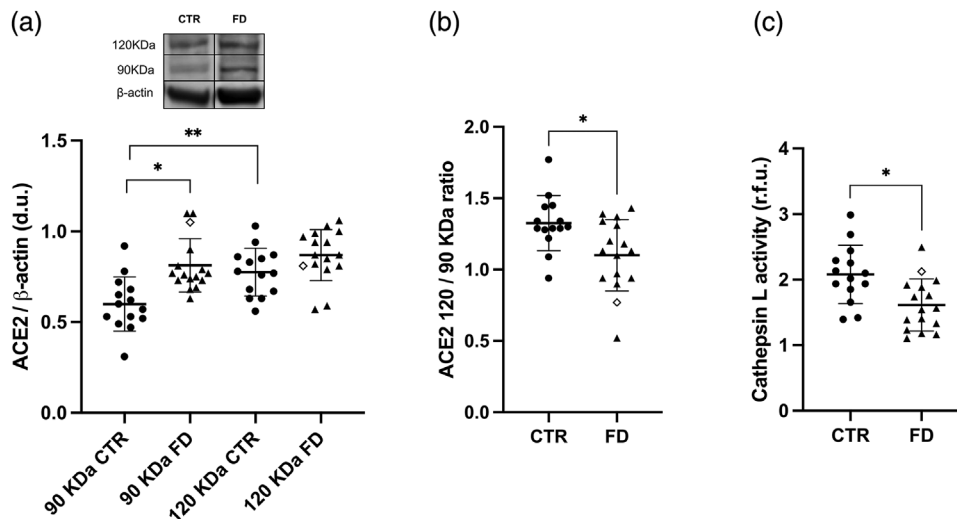 (a)
CTR FD
120KDa
90KDa
β-actin
**
*
ACE2 / β-actin (d.u.)
1.5
1.0
0.5
0.0
90 KDa CTR
90 KDa FD
120 KDa CTR
120 KDa FD
(b)
*
ACE2 120 / 90 KDa ratio
2.0
1.5
1.0
0.5
0.0
CTR FD
(c)
*
Cathepsin L activity (r.f.u.)
4
3
2
1
0
CTR FD